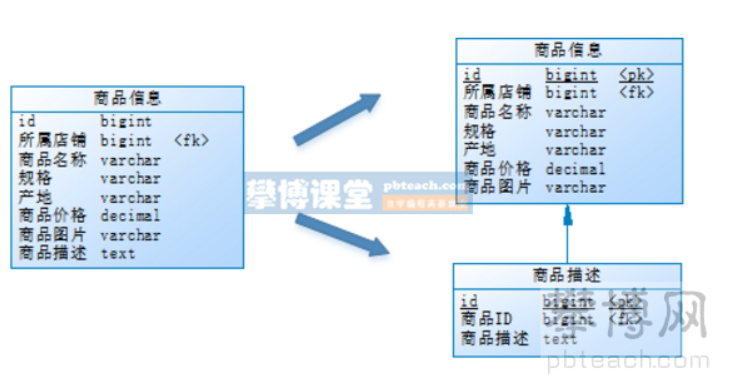 商品信息
id bigint
所属店铺 bigint <fk>
商品名称 varchar
规格 varchar
产地 varchar
商品价格 decimal
商品图片 varchar
商品描述 text
攀博课堂 pbteach.com
商品信息
id bigint <pk>
所属店铺 bigint <fk>
商品名称 varchar
规格 varchar
产地 varchar
商品价格 decimal
商品图片 varchar
商品描述
id bigint <pk>
商品ID bigint <fk>
商品描述 text
攀博网
pbteach.com